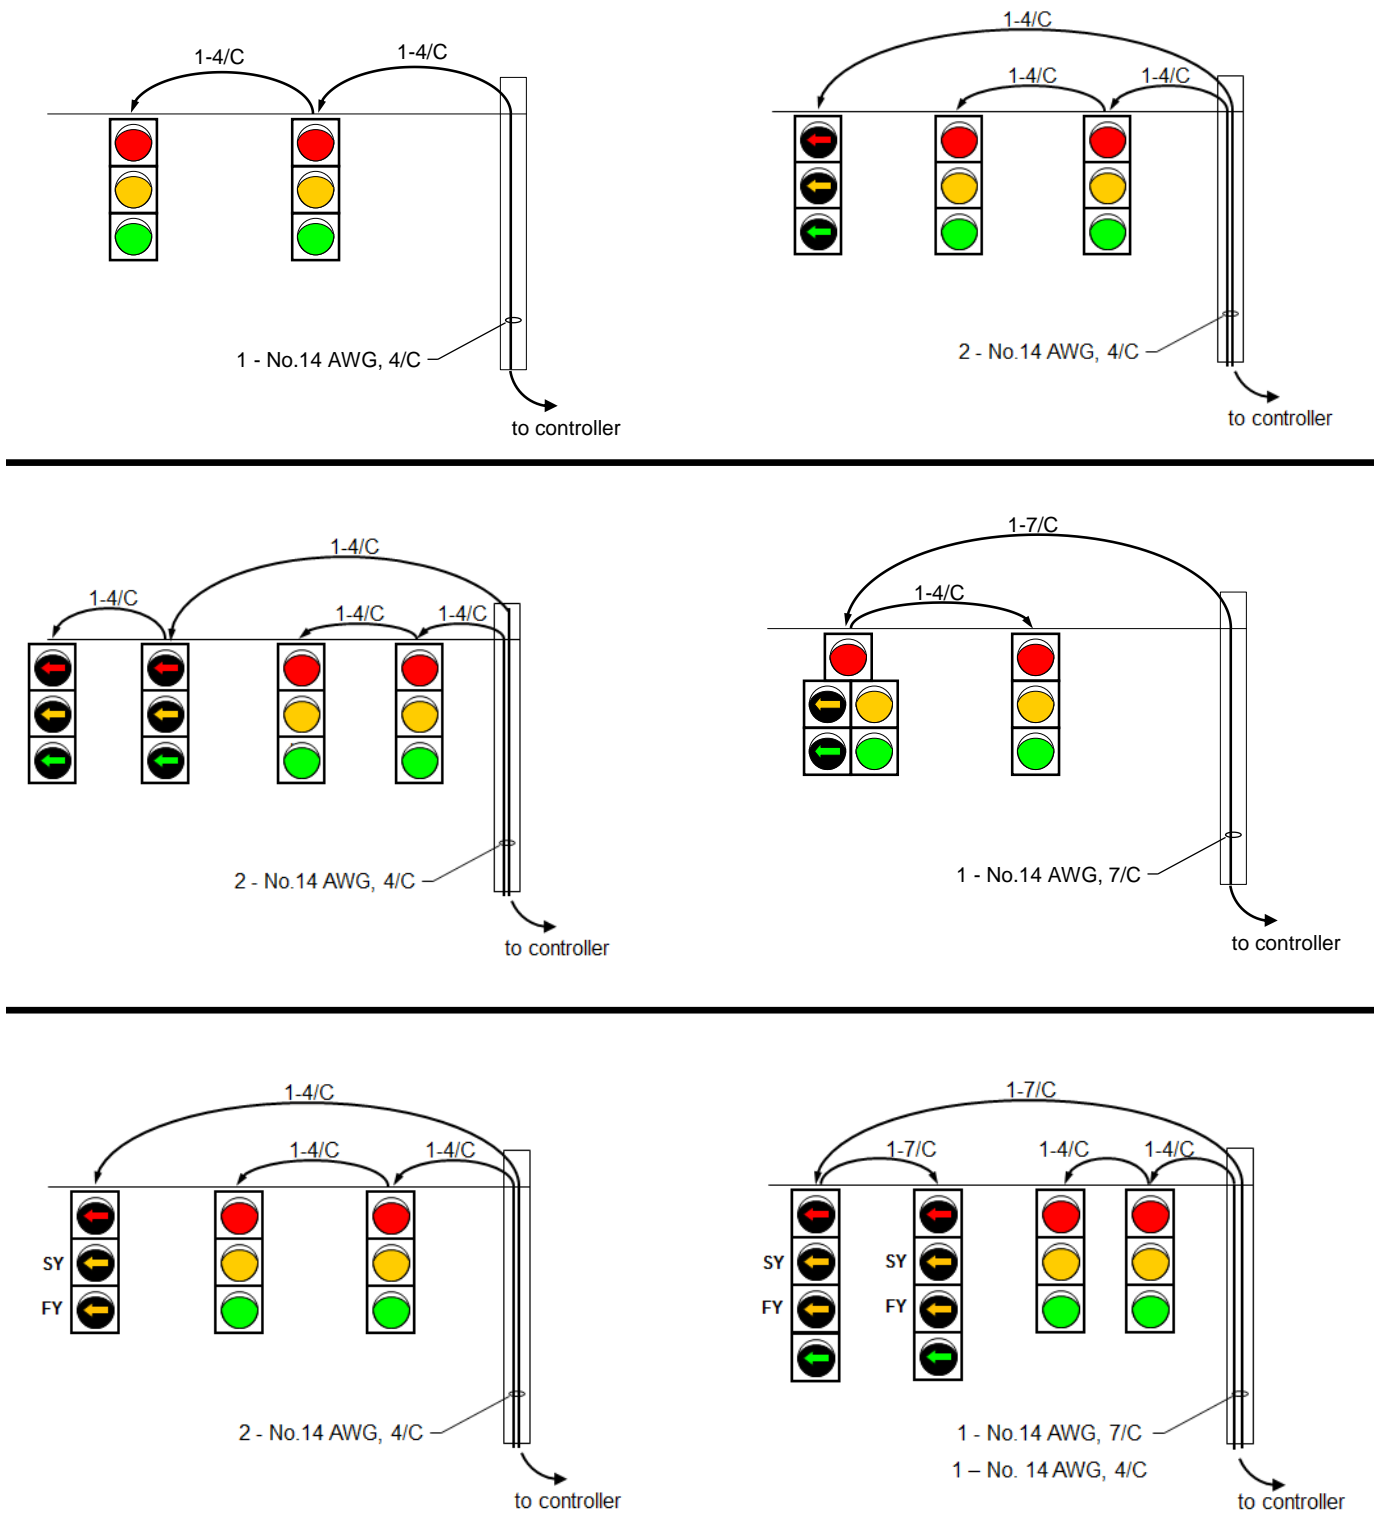 1-4/C
1-4/C
1 - No.14 AWG, 4/C
to controller
1-4/C
1-4/C
1-4/C
2 - No.14 AWG, 4/C
to controller
1-4/C
1-4/C
1-4/C
1-4/C
2 - No.14 AWG, 4/C
to controller
1-7/C
1-4/C
1 - No.14 AWG, 7/C
to controller
1-4/C
1-4/C
1-4/C
SY
FY
2 - No.14 AWG, 4/C
to controller
1-7/C
1-7/C
1-4/C
1-4/C
SY
SY
FY
FY
1 - No.14 AWG, 7/C
1 – No. 14 AWG, 4/C
to controller